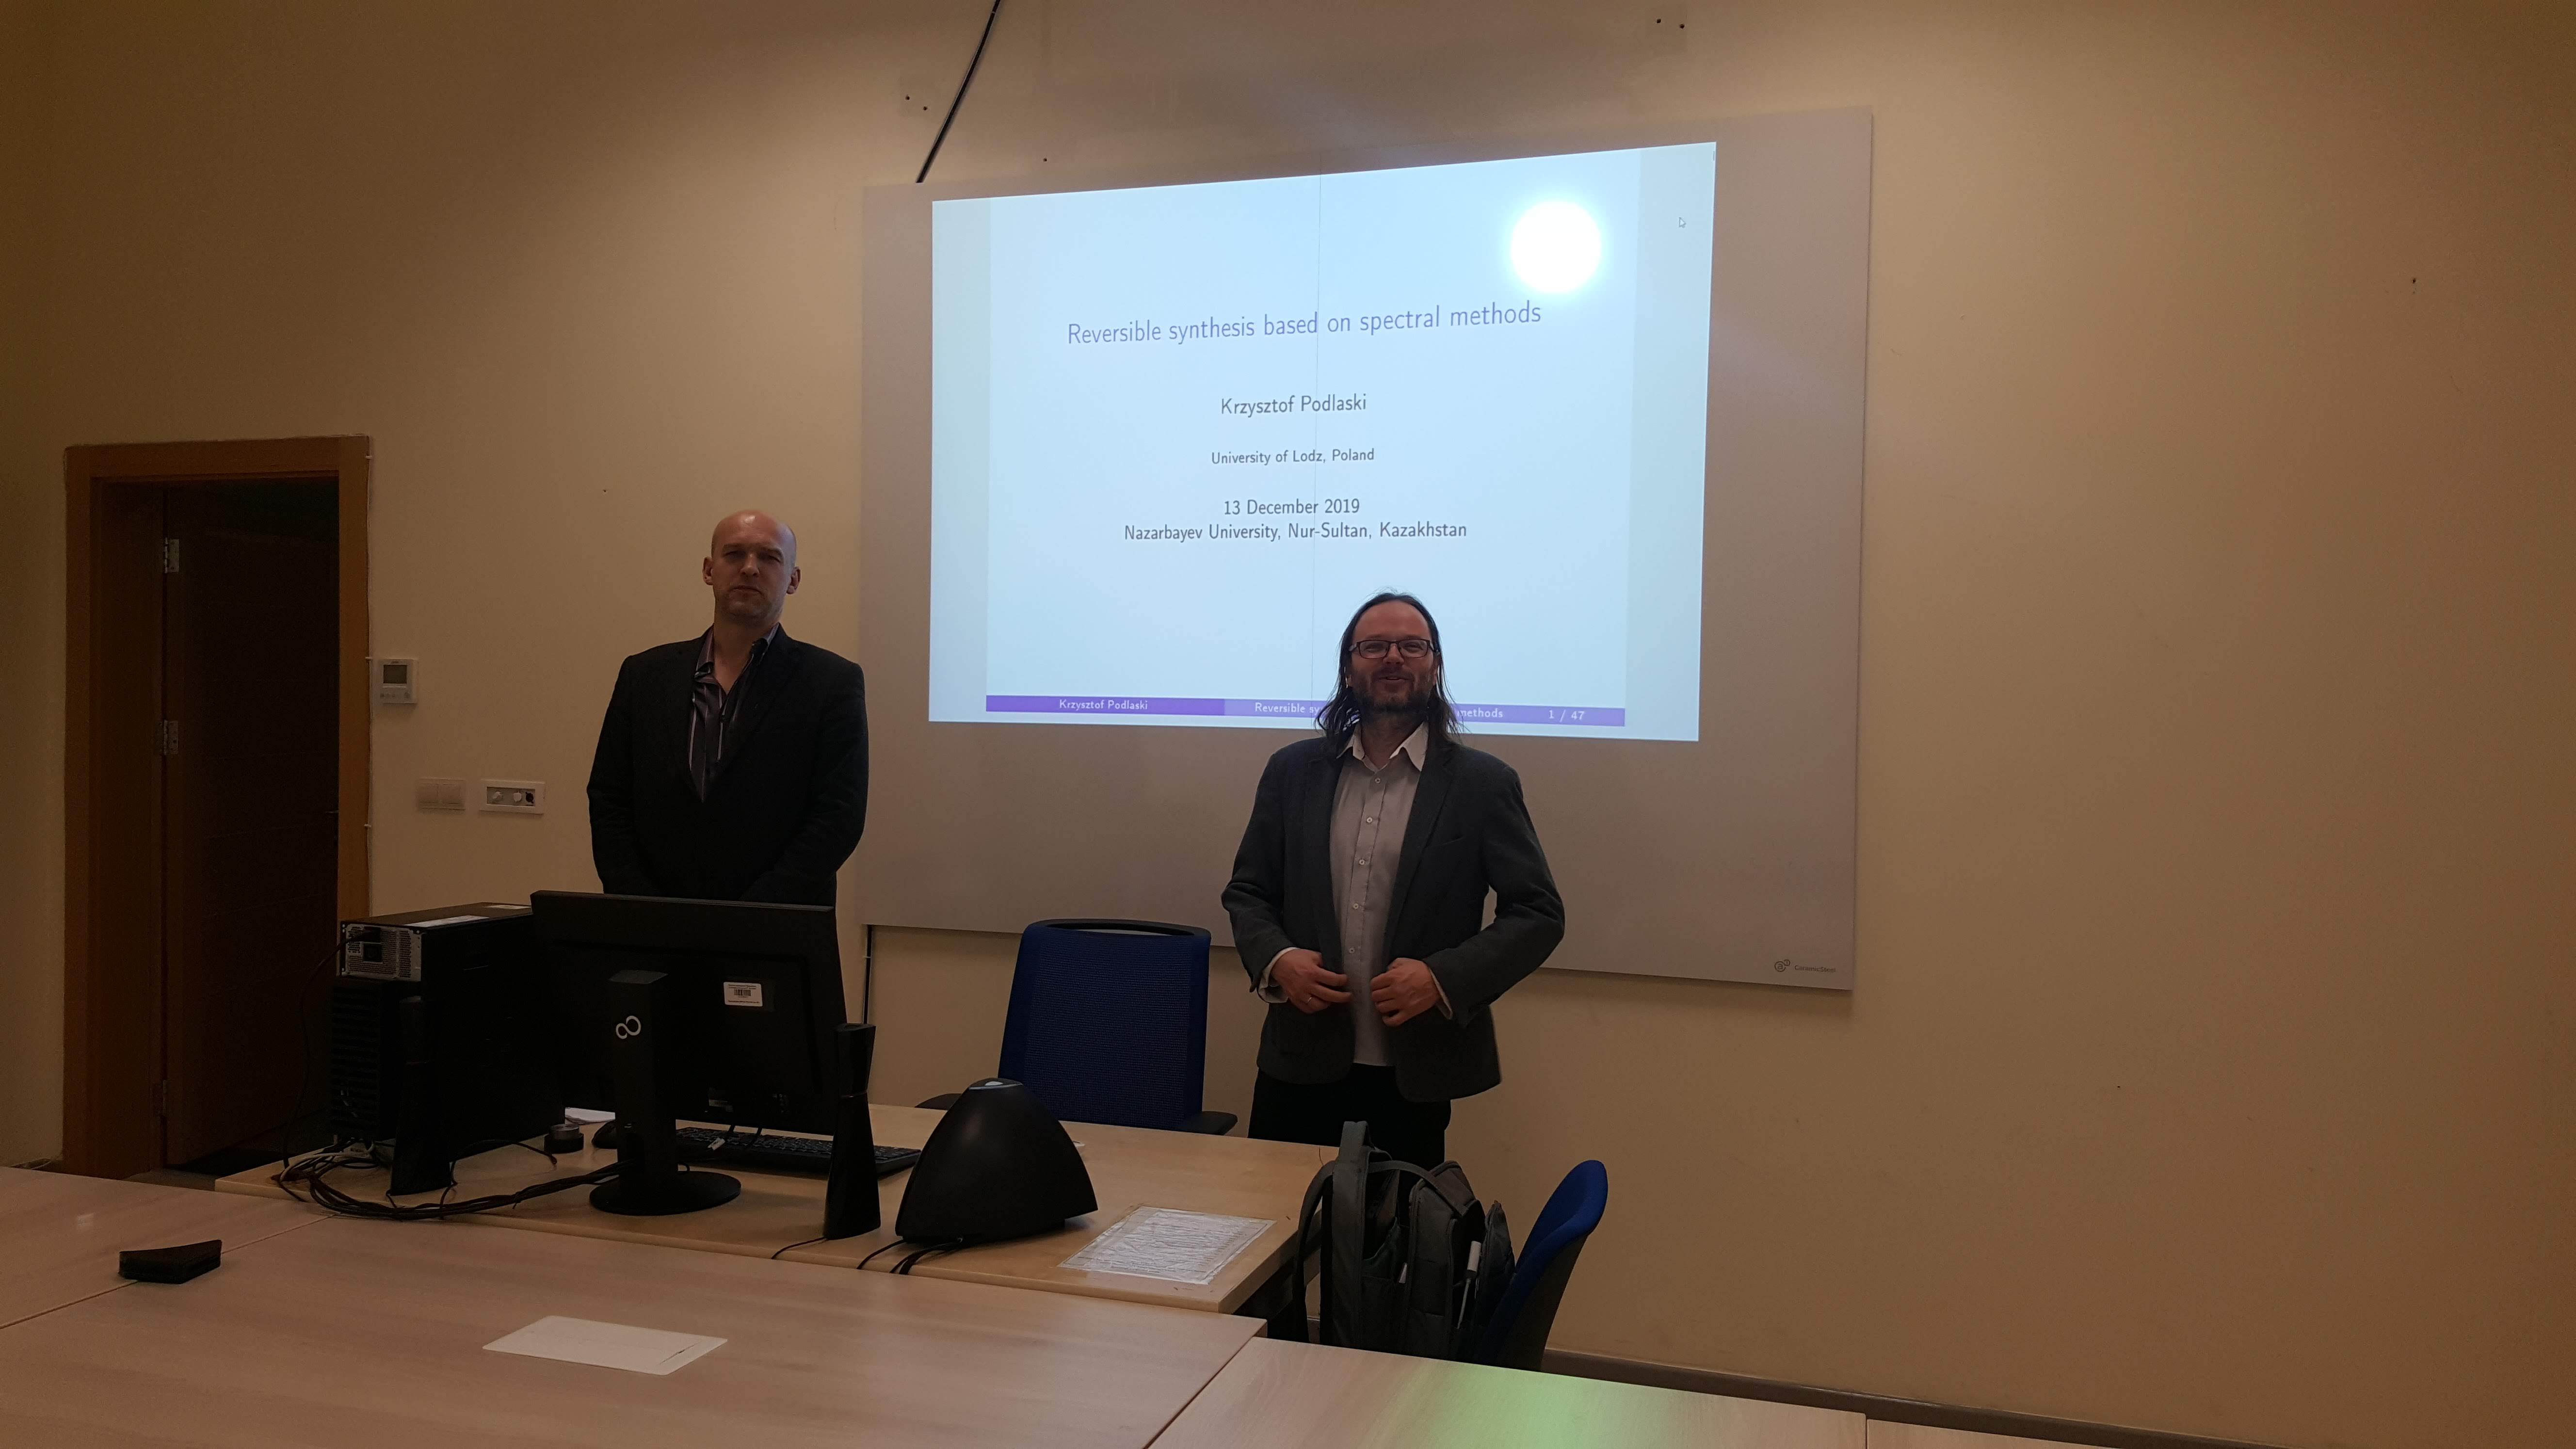 Reversible synthesis based on spectral methods
Krzysztof Podlaski
University of Lodz, Poland
13 December 2019
Nazarbayev University, Nur-Sultan, Kazakhstan
Krzysztof Podlaski
Reversible sy
methods
1 / 47